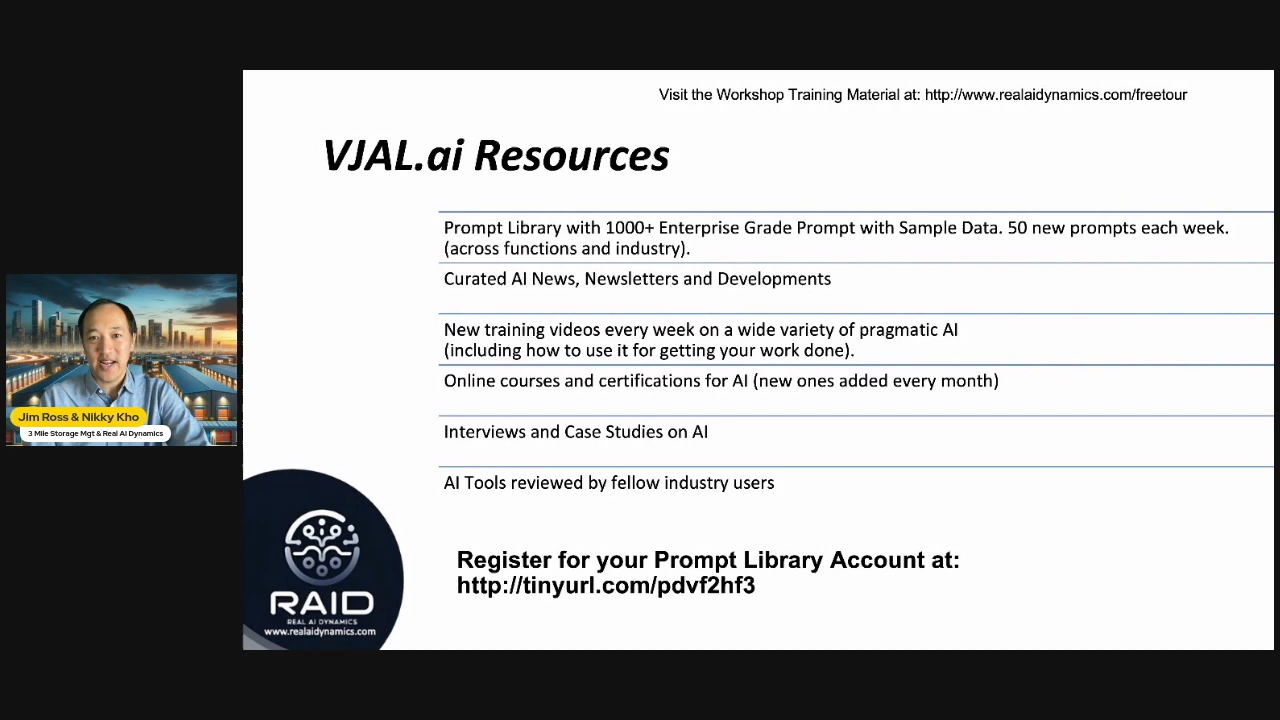 Visit the Workshop Training Material at: http://www.realaidynamics.com/freetour
VJAL.ai Resources
Prompt Library with 1000+ Enterprise Grade Prompt with Sample Data. 50 new prompts each week.
(across functions and industry).
Curated AI News, Newsletters and Developments
New training videos every week on a wide variety of pragmatic AI
(including how to use it for getting your work done).
Online courses and certifications for AI (new ones added every month)
Interviews and Case Studies on AI
AI Tools reviewed by fellow industry users
Register for your Prompt Library Account at:
http://tinyurl.com/pdvf2hf3
RAID
REAL AI DYNAMICS
www.realaidynamics.com
Jim Ross & Nikky Kho
3 Mile Storage Mgt & Real AI Dynamics